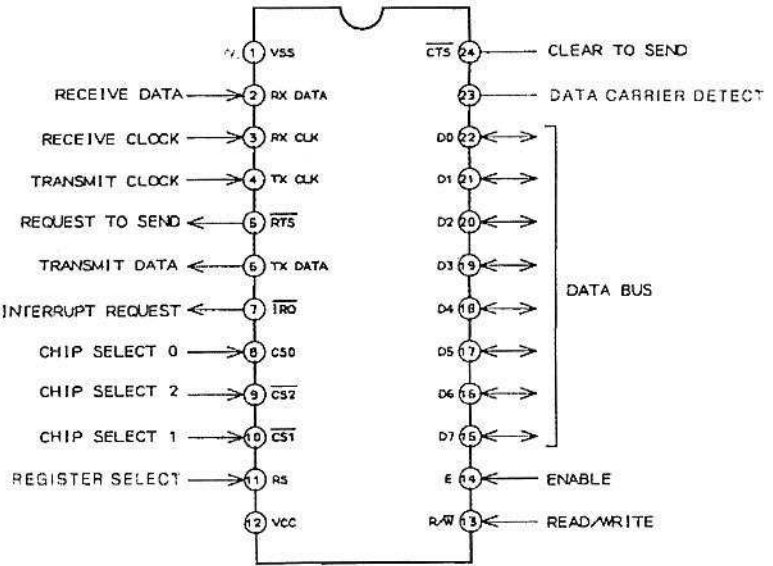 1 VSS CTS 24 CLEAR TO SEND
RECEIVE DATA 2 RX DATA 23 DATA CARRIER DETECT
RECEIVE CLOCK 3 RX CLK D0 22
TRANSMIT CLOCK 4 TX CLK D1 21
REQUEST TO SEND 5 RTS D2 20
TRANSMIT DATA 6 TX DATA D3 19
DATA BUS
INTERRUPT REQUEST 7 IRQ D4 18
CHIP SELECT 0 8 CS0 D5 17
CHIP SELECT 2 9 CS2 D6 16
CHIP SELECT 1 10 CS1 D7 15
REGISTER SELECT 11 RS E 14 ENABLE
12 VCC R/W 13 READ/WRITE